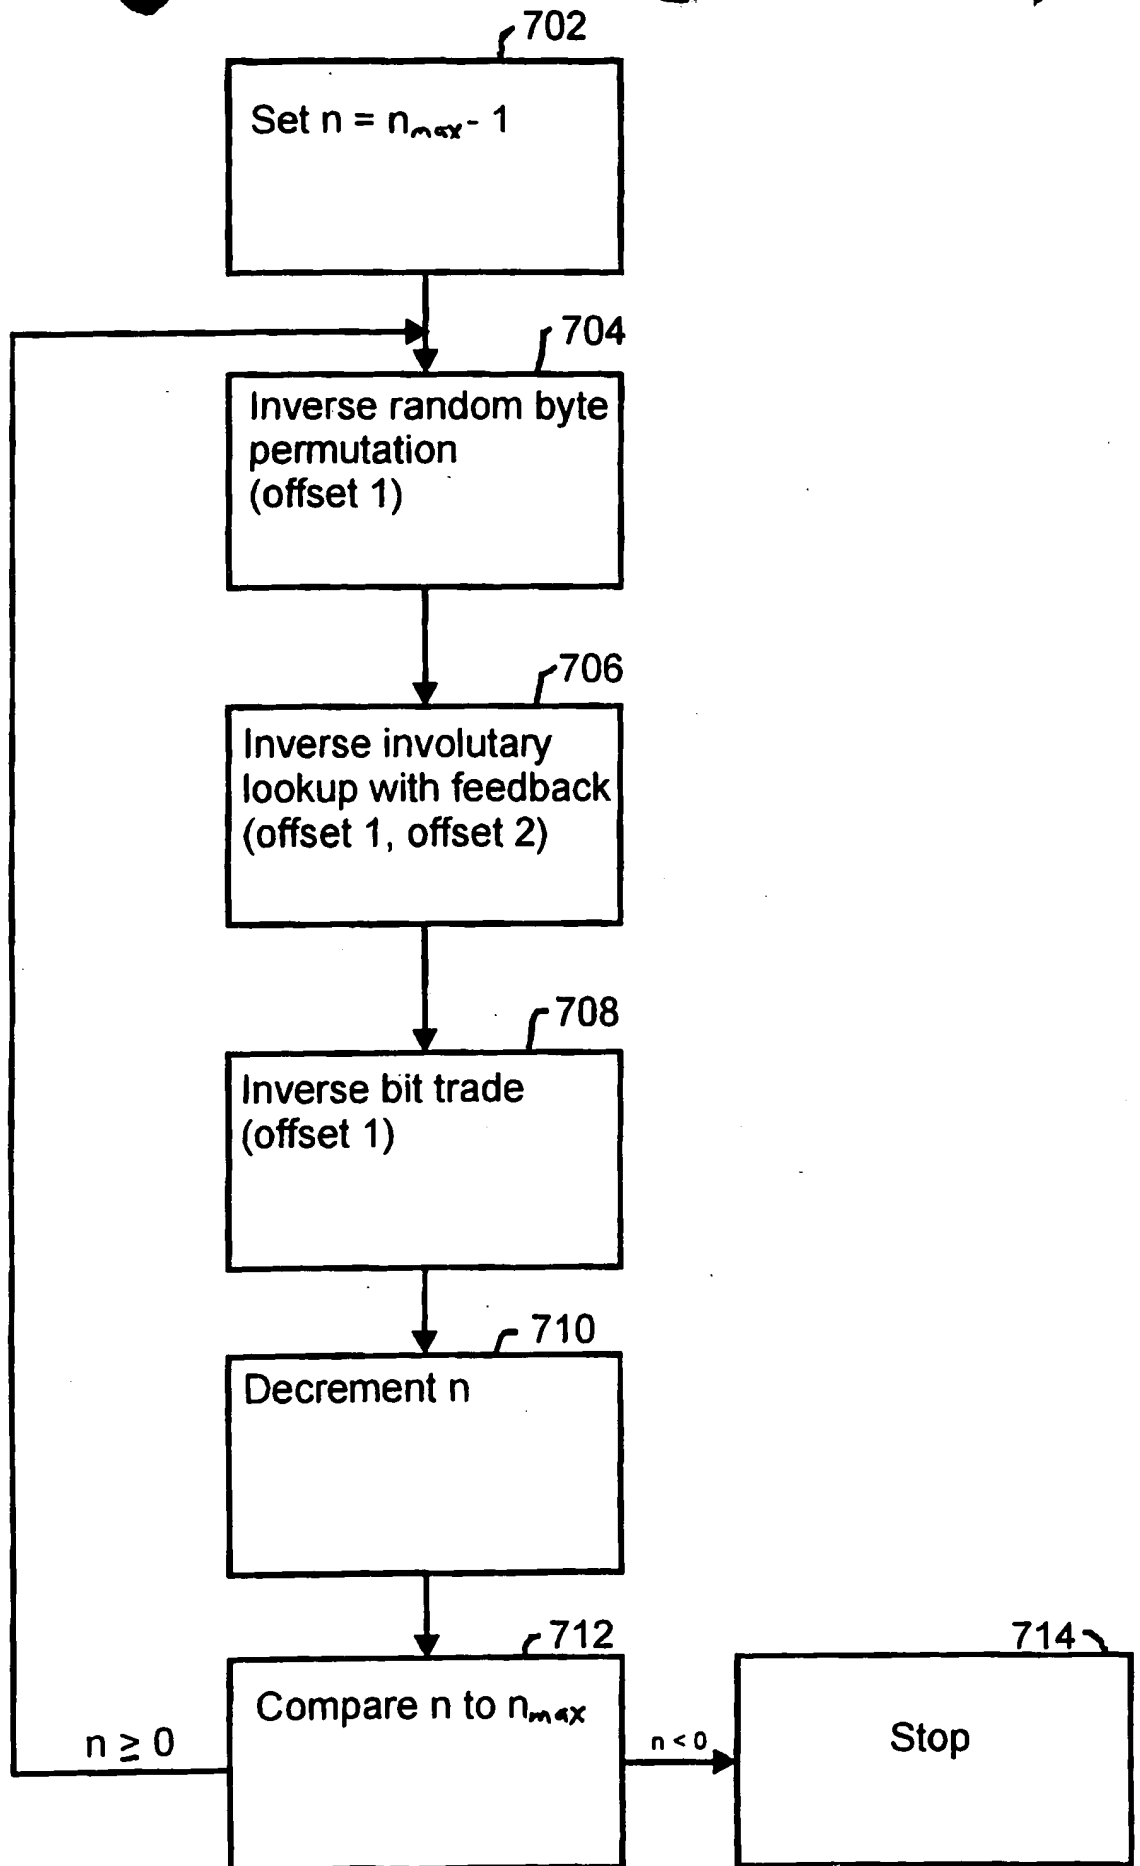 702
Set n = nmax - 1
704
Inverse random byte
permutation
(offset 1)
706
Inverse involutary
lookup with feedback
(offset 1, offset 2)
708
Inverse bit trade
(offset 1)
710
Decrement n
712
Compare n to nmax
n ≥ 0
n < 0
714
Stop